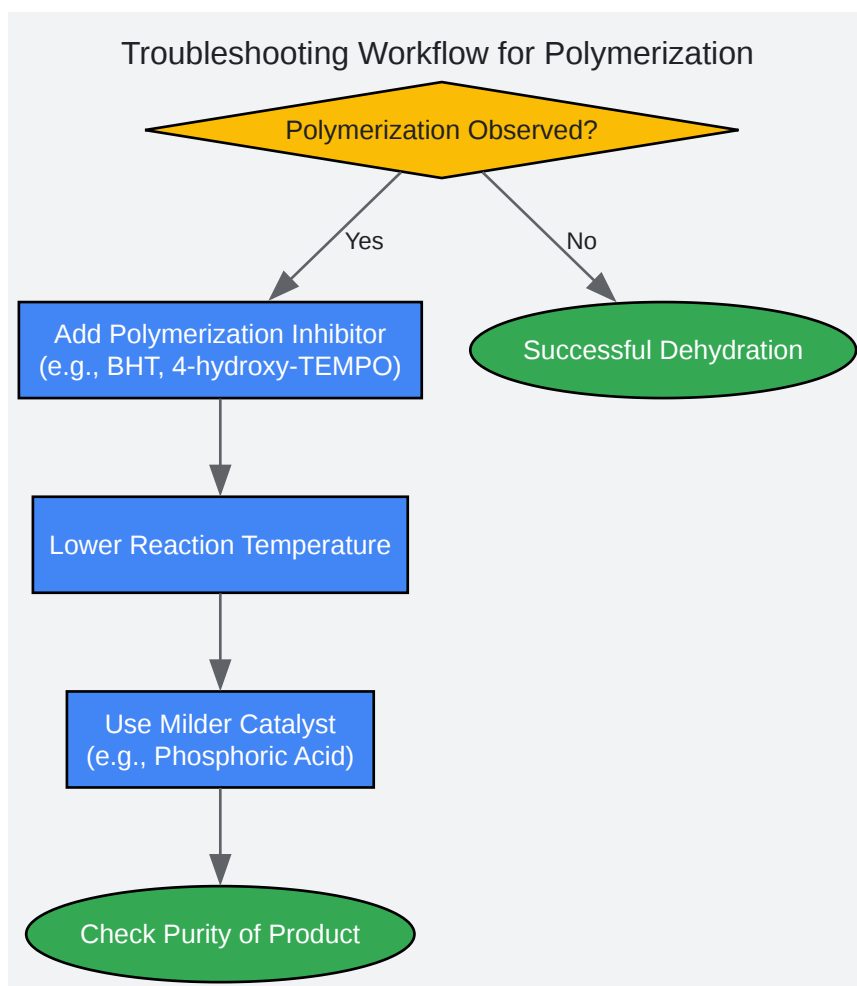 Troubleshooting Workflow for Polymerization
Polymerization Observed?
Yes
No
Add Polymerization Inhibitor
(e.g., BHT, 4-hydroxy-TEMPO)
Successful Dehydration
Lower Reaction Temperature
Use Milder Catalyst
(e.g., Phosphoric Acid)
Check Purity of Product